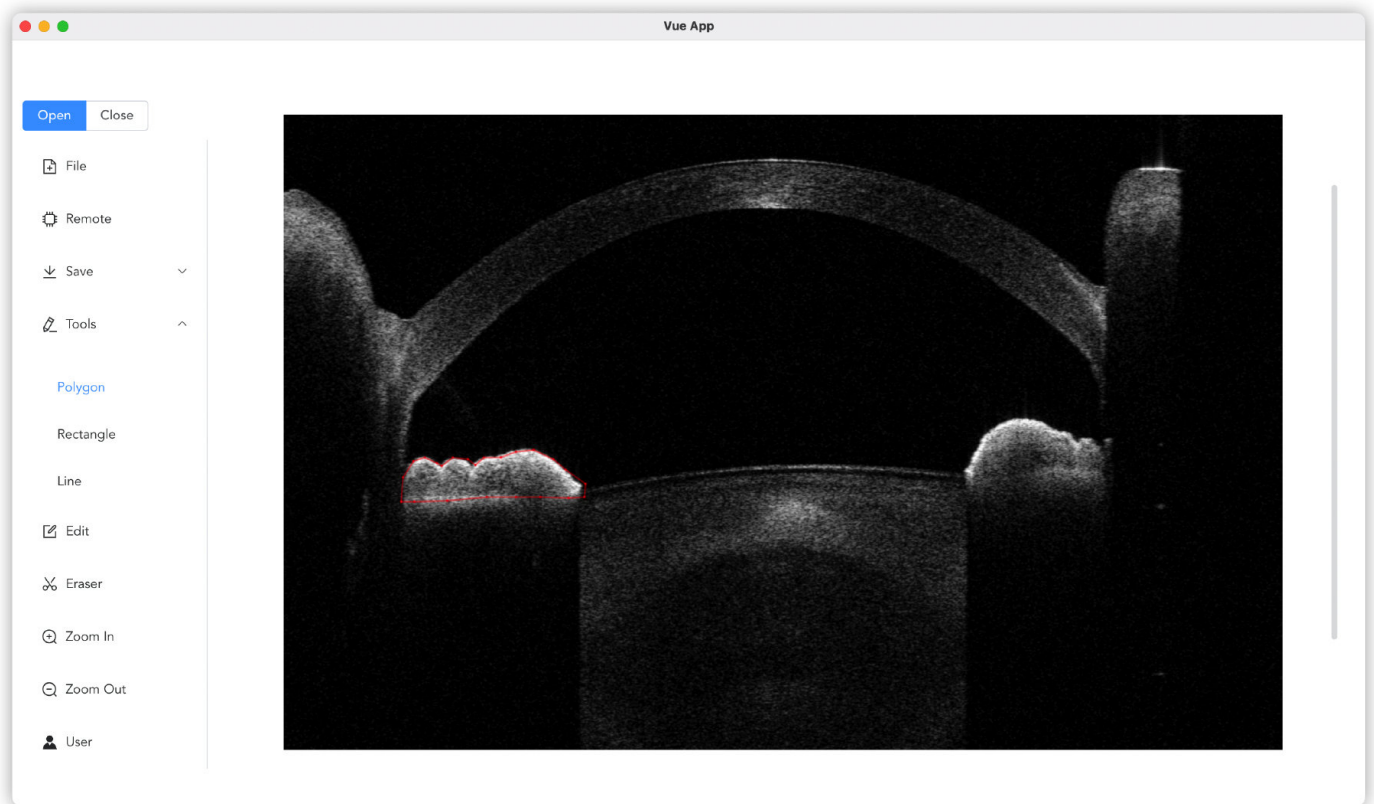 Vue App
Open Close
File
Remote
Save
Tools
Polygon
Rectangle
Line
Edit
Eraser
Zoom In
Zoom Out
User